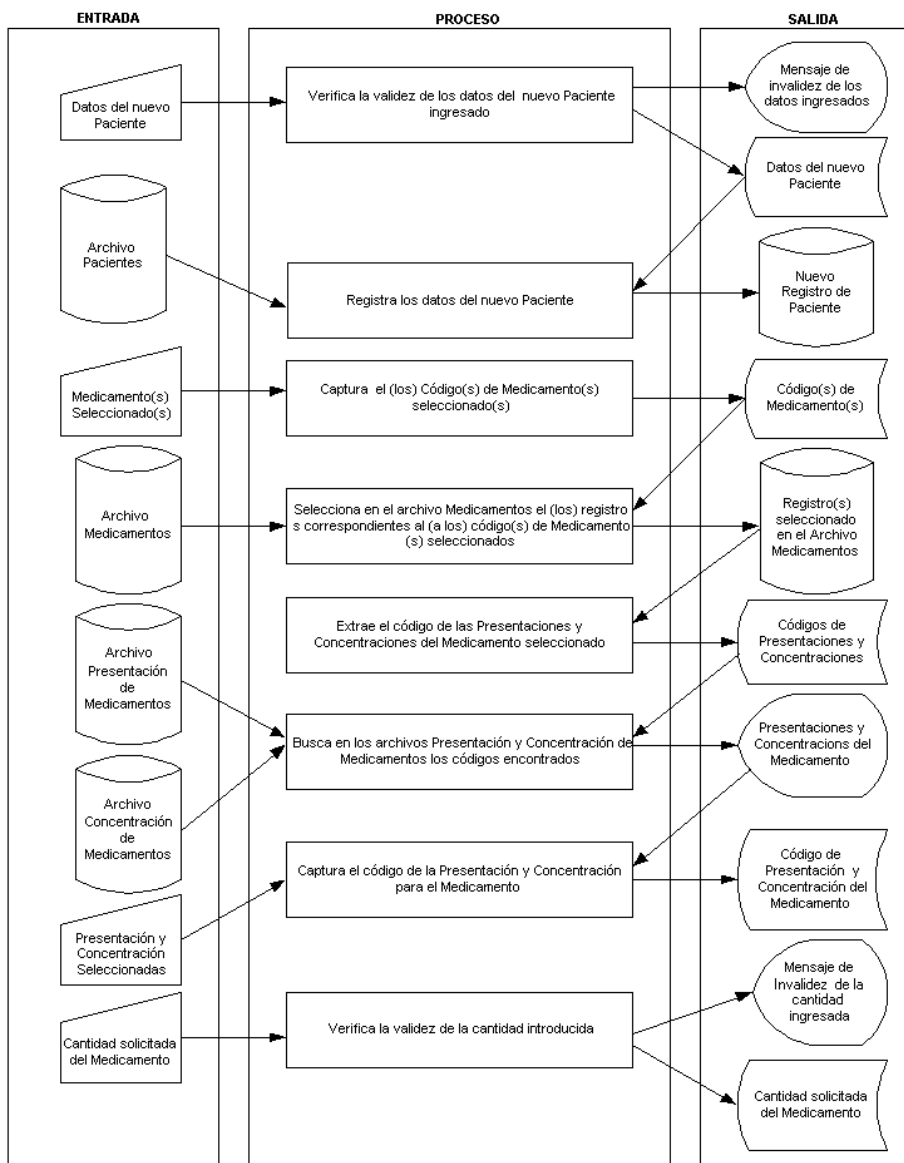 ENTRADA
PROCESO
SALIDA
Datos del nuevo
Paciente
Verifica la validez de los datos del nuevo Paciente
ingresado
Mensaje de
invalidez de los
datos ingresados
Datos del nuevo
Paciente
Archivo
Pacientes
Registra los datos del nuevo Paciente
Nuevo
Registro de
Paciente
Medicamento(s)
Seleccionado(s)
Captura el (los) Código(s) de Medicamento(s)
seleccionado(s)
Código(s) de
Medicamento(s)
Archivo
Medicamentos
Selecciona en el archivo Medicamentos el (los) registro
s correspondientes al (a los) código(s) de Medicamento
(s) seleccionados
Registro(s)
seleccionado
en el Archivo
Medicamentos
Extrae el código de las Presentaciones y
Concentraciones del Medicamento seleccionado
Códigos de
Presentaciones y
Concentraciones
Archivo
Presentación
de
Medicamentos
Busca en los archivos Presentación y Concentración de
Medicamentos los códigos encontrados
Presentaciones y
Concentracions del
Medicamento
Archivo
Concentración
de
Medicamentos
Captura el código de la Presentación y Concentración
para el Medicamento
Código de
Presentación y
Concentración del
Medicamento
Presentación y
Concentración
Seleccionadas
Cantidad solicitada
del Medicamento
Verifica la validez de la cantidad introducida
Mensaje de
Invalidez de la
cantidad
ingresada
Cantidad solicitada
del Medicamento